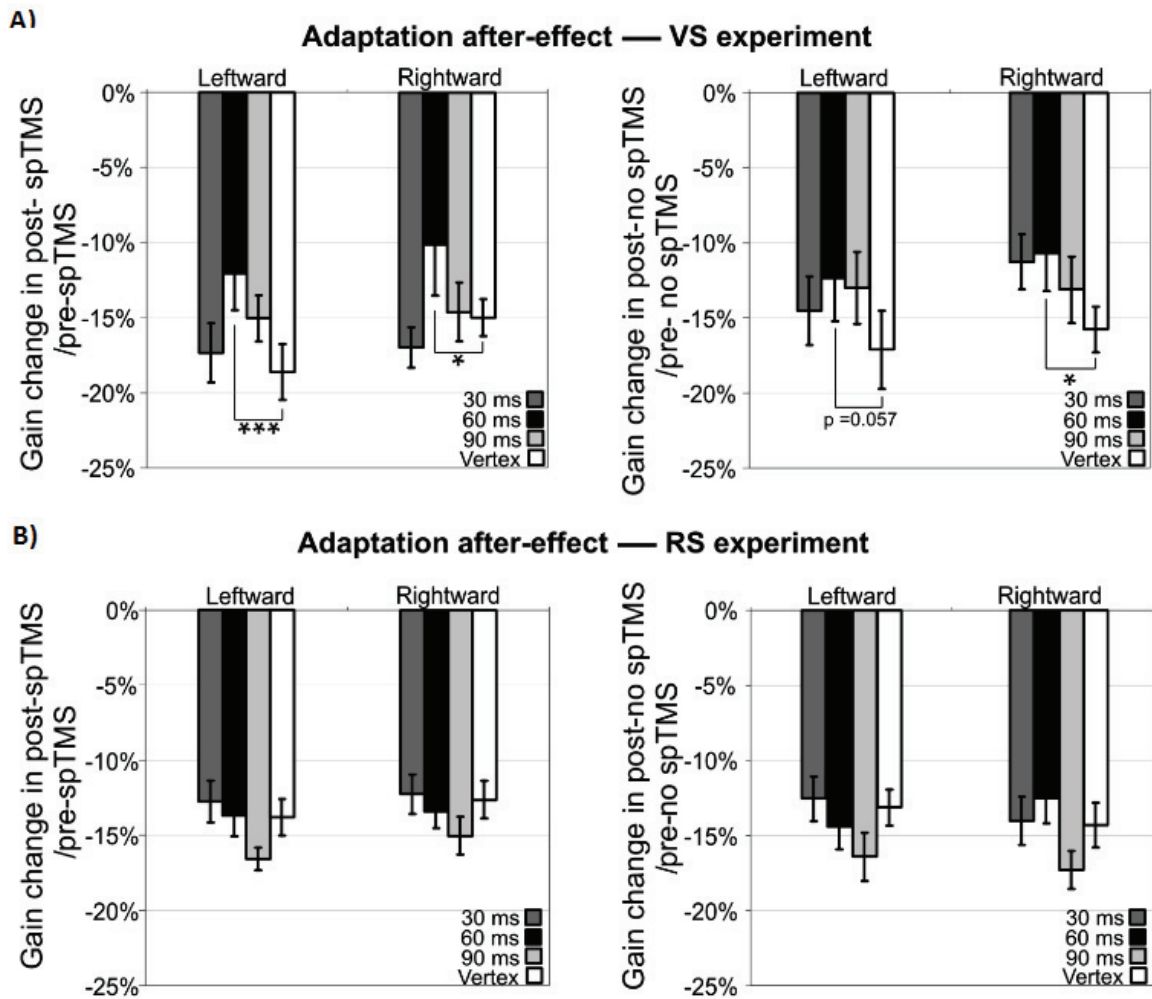 A)
Adaptation after-effect — VS experiment
Leftward
Rightward
0%
-5%
-10%
-15%
-20%
-25%
Gain change in post- spTMS
/pre-spTMS
***
*
30 ms
60 ms
90 ms
Vertex
Leftward
Rightward
0%
-5%
-10%
-15%
-20%
-25%
Gain change in post-no spTMS
/pre- no spTMS
p =0.057
*
30 ms
60 ms
90 ms
Vertex
B)
Adaptation after-effect — RS experiment
Leftward
Rightward
0%
-5%
-10%
-15%
-20%
-25%
Gain change in post-spTMS
/pre-spTMS
30 ms
60 ms
90 ms
Vertex
Leftward
Rightward
0%
-5%
-10%
-15%
-20%
-25%
Gain change in post-no spTMS
/pre-no spTMS
30 ms
60 ms
90 ms
Vertex